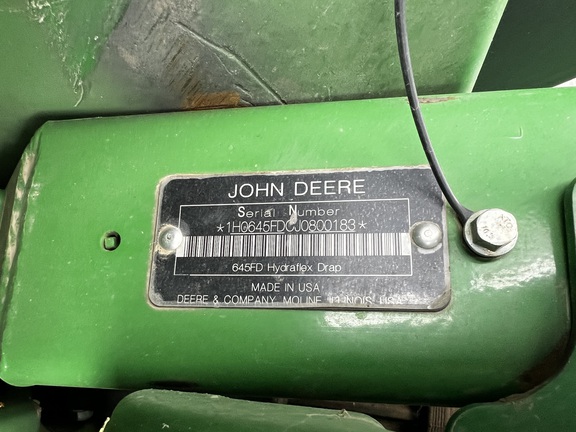 JOHN DEERE
Serial Number
*1H0645FDCJ0800183*
645FD Hydraflex Drap
MADE IN USA
DEERE & COMPANY MOLINE ILLINOIS USA